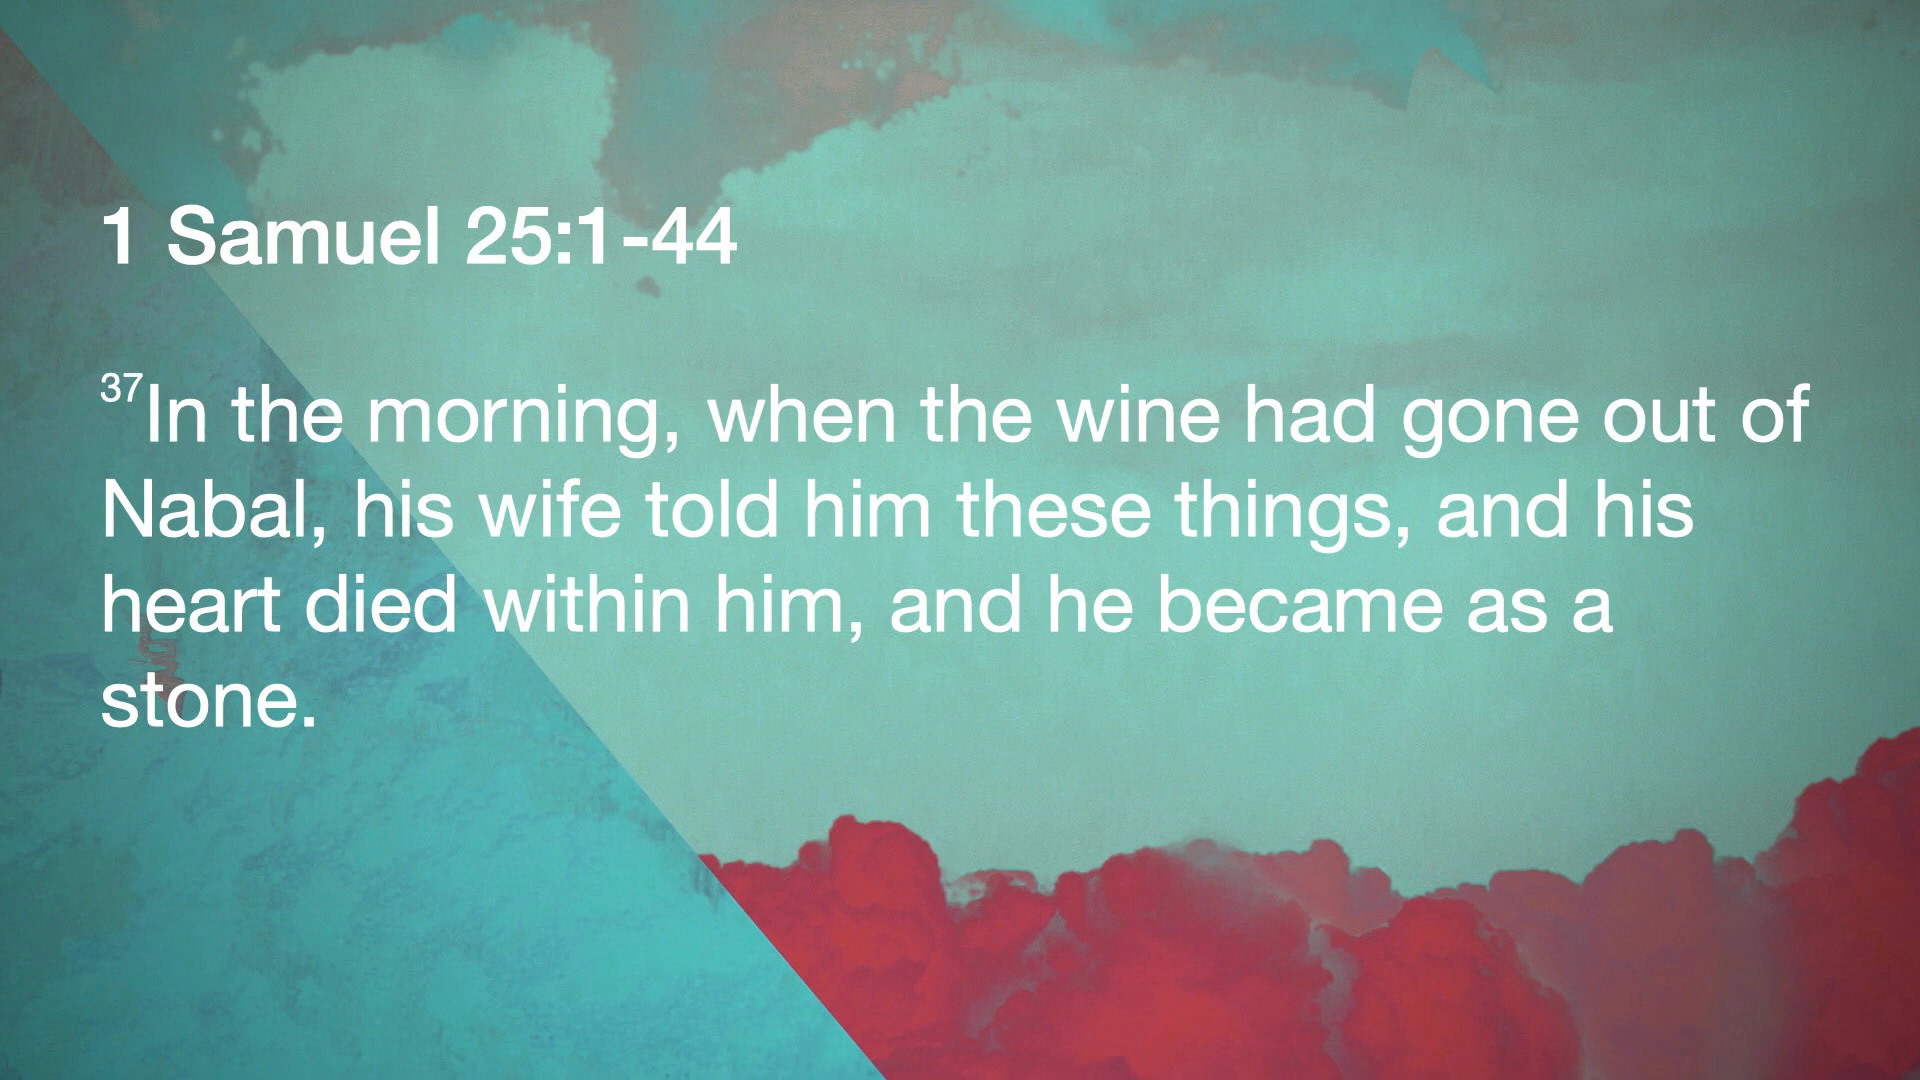 1 Samuel 25:1-44
37In the morning, when the wine had gone out of
Nabal, his wife told him these things, and his
heart died within him, and he became as a
stone.